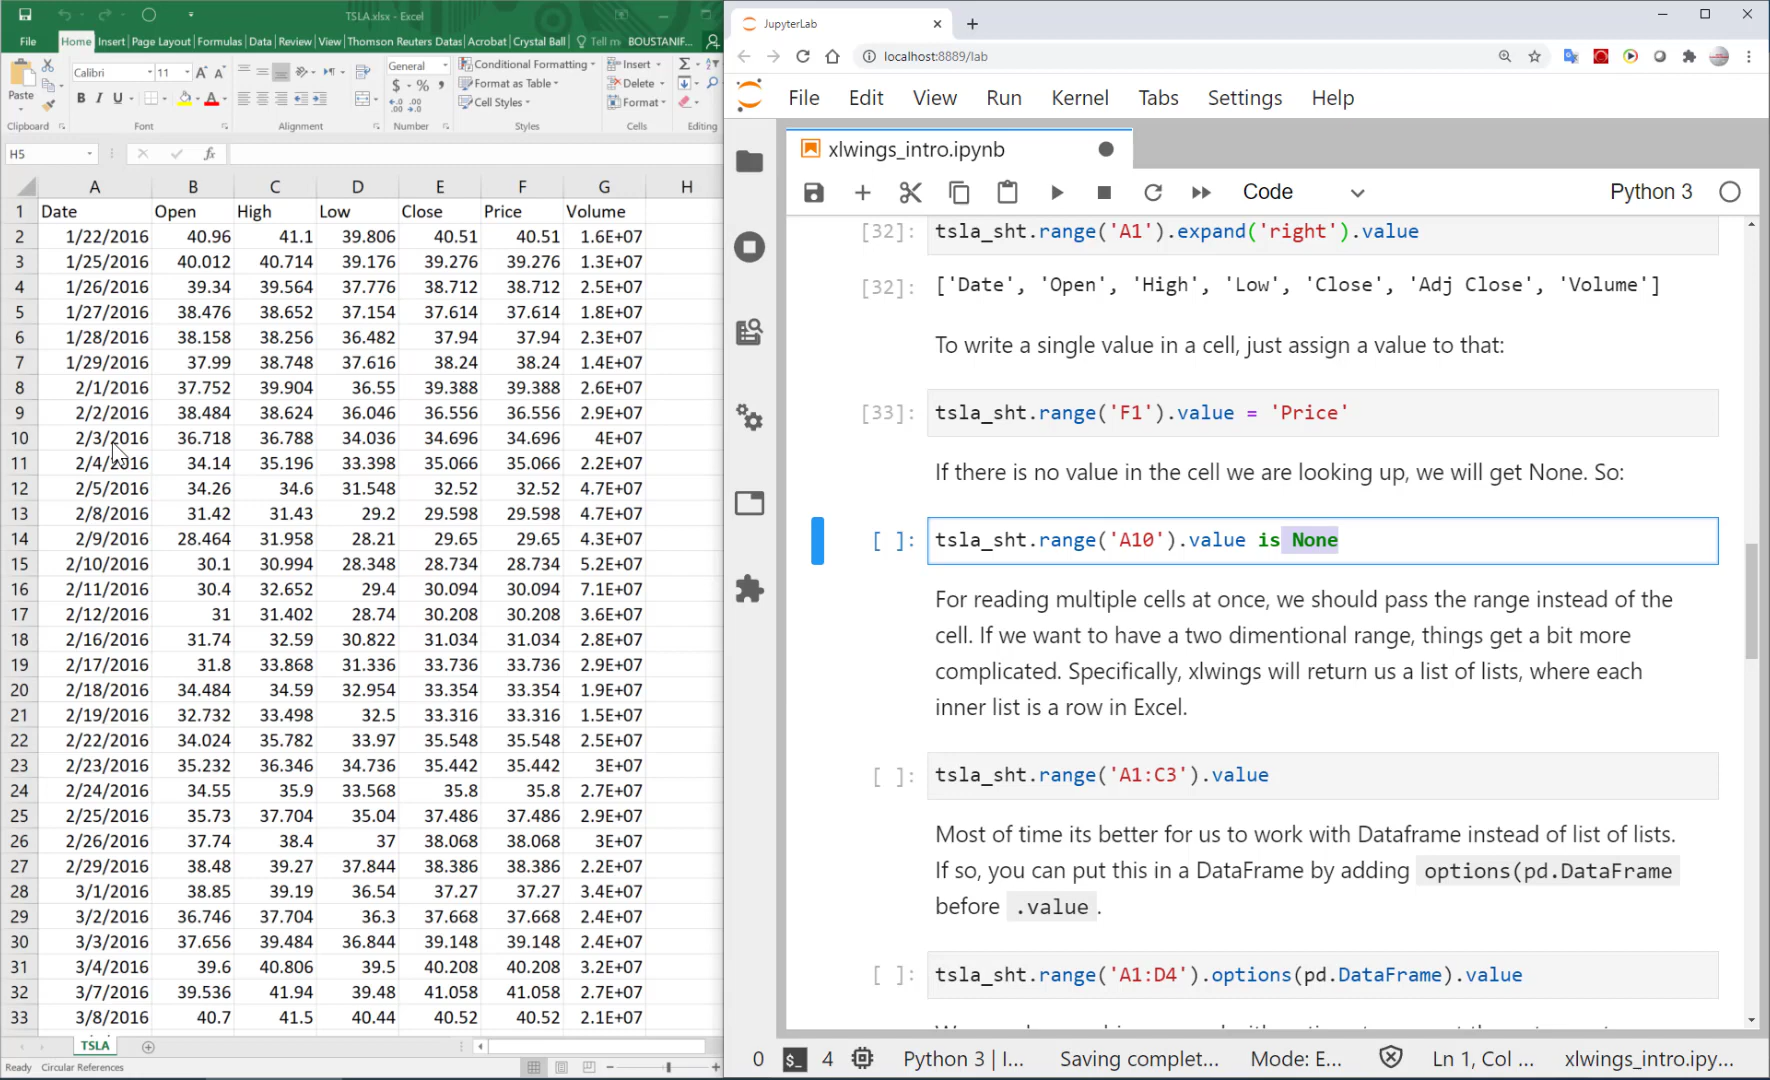 TSLA.xlsx - Excel
File Home Insert Page Layout Formulas Data Review View Thomson Reuters Datas Acrobat Crystal Ball Tell m BOUSTANIF...
Paste
Calibri 11
B I U
General
$ % ,
Conditional Formatting
Format as Table
Cell Styles
Insert
Delete
Format
Clipboard Font Alignment Number Styles Cells Editing
H5 fx
A B C D E F G H
1 Date Open High Low Close Price Volume
2 1/22/2016 40.96 41.1 39.806 40.51 40.51 1.6E+07
3 1/25/2016 40.012 40.714 39.176 39.276 39.276 1.3E+07
4 1/26/2016 39.34 39.564 37.776 38.712 38.712 2.5E+07
5 1/27/2016 38.476 38.652 37.154 37.614 37.614 1.8E+07
6 1/28/2016 38.158 38.256 36.482 37.94 37.94 2.3E+07
7 1/29/2016 37.99 38.748 37.616 38.24 38.24 1.4E+07
8 2/1/2016 37.752 39.904 36.55 39.388 39.388 2.6E+07
9 2/2/2016 38.484 38.624 36.046 36.556 36.556 2.9E+07
10 2/3/2016 36.718 36.788 34.036 34.696 34.696 4E+07
11 2/4/2016 34.14 35.196 33.398 35.066 35.066 2.2E+07
12 2/5/2016 34.26 34.6 31.548 32.52 32.52 4.7E+07
13 2/8/2016 31.42 31.43 29.2 29.598 29.598 4.7E+07
14 2/9/2016 28.464 31.958 28.21 29.65 29.65 4.3E+07
15 2/10/2016 30.1 30.994 28.348 28.734 28.734 5.2E+07
16 2/11/2016 30.4 32.652 29.4 30.094 30.094 7.1E+07
17 2/12/2016 31 31.402 28.74 30.208 30.208 3.6E+07
18 2/16/2016 31.74 32.59 30.822 31.034 31.034 2.8E+07
19 2/17/2016 31.8 33.868 31.336 33.736 33.736 2.9E+07
20 2/18/2016 34.484 34.59 32.954 33.354 33.354 1.9E+07
21 2/19/2016 32.732 33.498 32.5 33.316 33.316 1.5E+07
22 2/22/2016 34.024 35.782 33.97 35.548 35.548 2.5E+07
23 2/23/2016 35.232 36.346 34.736 35.442 35.442 3E+07
24 2/24/2016 34.55 35.9 33.568 35.8 35.8 2.7E+07
25 2/25/2016 35.73 37.704 35.04 37.486 37.486 2.9E+07
26 2/26/2016 37.74 38.4 37 38.068 38.068 3E+07
27 2/29/2016 38.48 39.27 37.844 38.386 38.386 2.2E+07
28 3/1/2016 38.85 39.19 36.54 37.27 37.27 3.4E+07
29 3/2/2016 36.746 37.704 36.3 37.668 37.668 2.4E+07
30 3/3/2016 37.656 39.484 36.844 39.148 39.148 2.4E+07
31 3/4/2016 39.6 40.806 39.5 40.208 40.208 3.2E+07
32 3/7/2016 39.536 41.94 39.48 41.058 41.058 2.7E+07
33 3/8/2016 40.7 41.5 40.44 40.52 40.52 2.1E+07
TSLA
Ready Circular References
JupyterLab
localhost:8889/lab
File Edit View Run Kernel Tabs Settings Help
xlwings_intro.ipynb
Code Python 3
[32]: tsla_sht.range('A1').expand('right').value
[32]: ['Date', 'Open', 'High', 'Low', 'Close', 'Adj Close', 'Volume']
To write a single value in a cell, just assign a value to that:
[33]: tsla_sht.range('F1').value = 'Price'
If there is no value in the cell we are looking up, we will get None. So:
[ ]: tsla_sht.range('A10').value is None
For reading multiple cells at once, we should pass the range instead of the
cell. If we want to have a two dimentional range, things get a bit more
complicated. Specifically, xlwings will return us a list of lists, where each
inner list is a row in Excel.
[ ]: tsla_sht.range('A1:C3').value
Most of time its better for us to work with Dataframe instead of list of lists.
If so, you can put this in a DataFrame by adding options(pd.DataFrame
before .value .
[ ]: tsla_sht.range('A1:D4').options(pd.DataFrame).value
0 4 Python 3 | I... Saving complet... Mode: E... Ln 1, Col ... xlwings_intro.ipy...